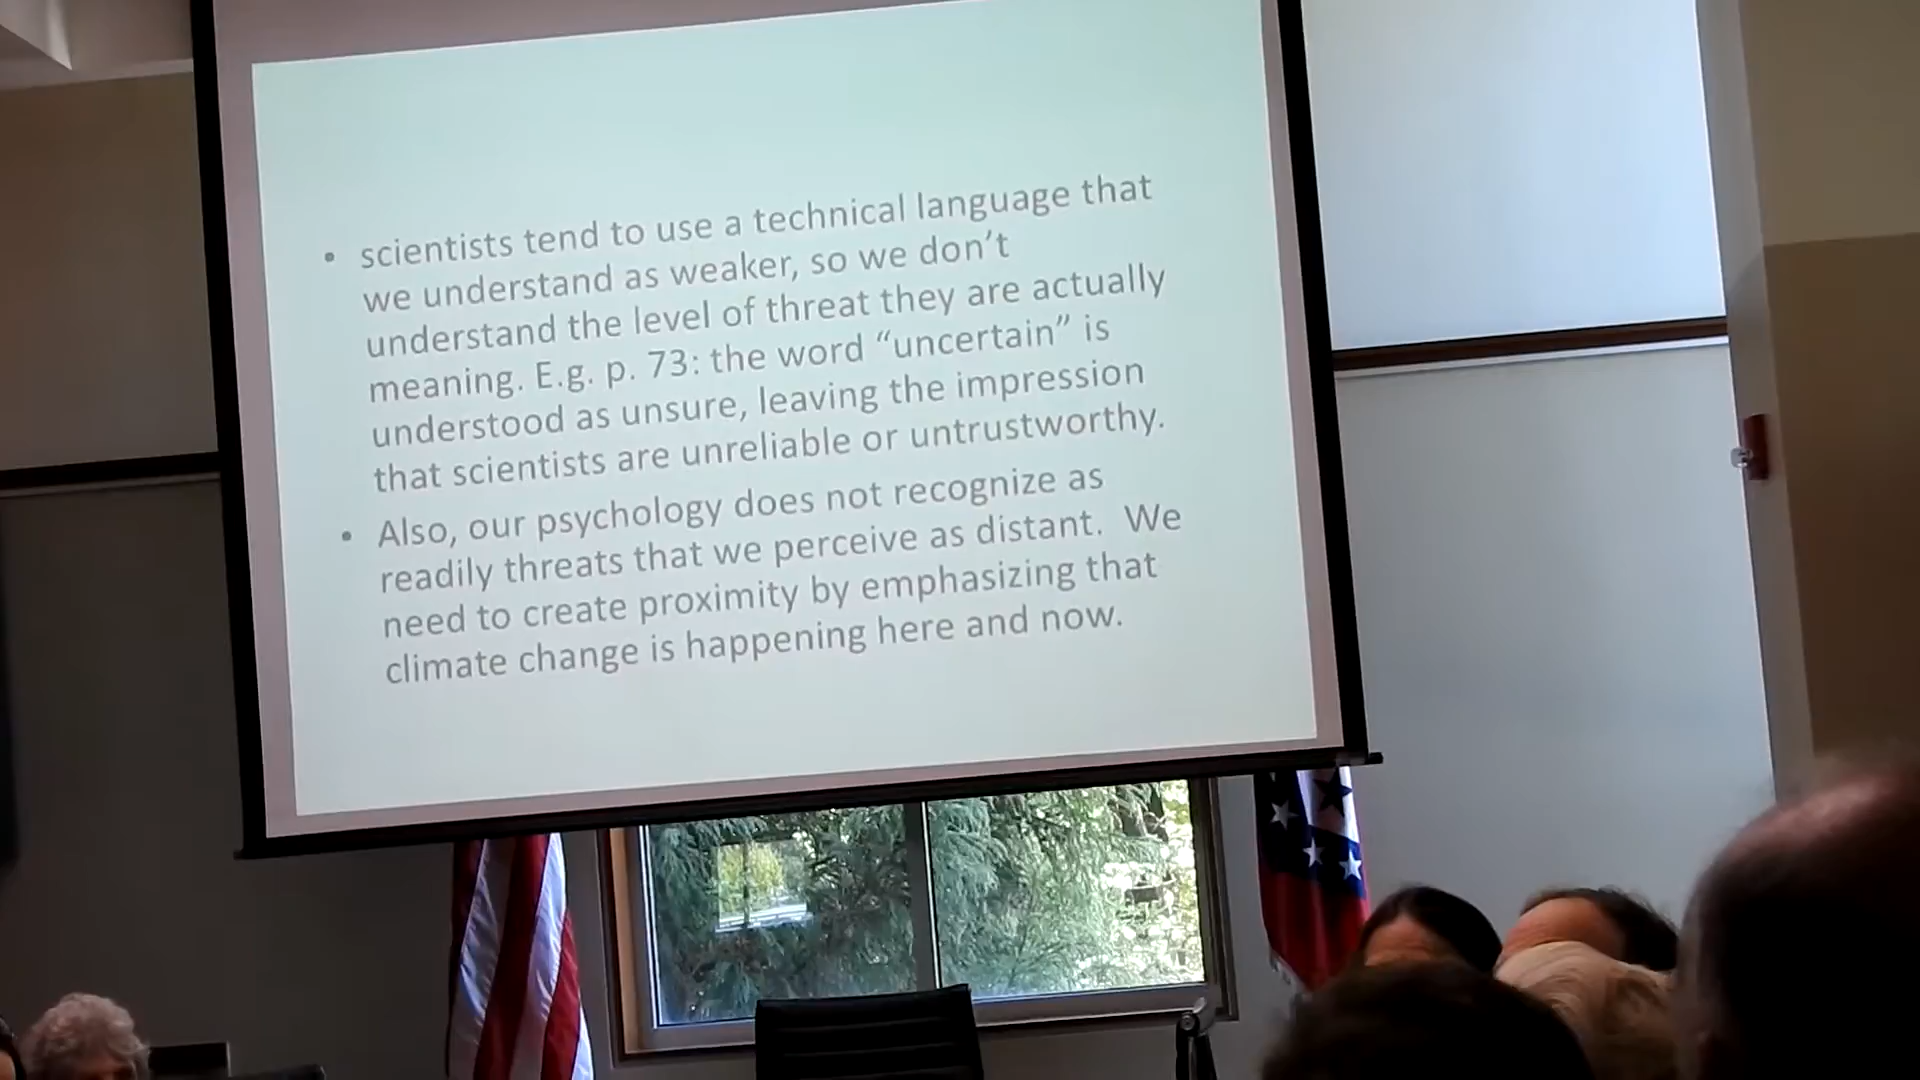 • scientists tend to use a technical language that
we understand as weaker, so we don't
understand the level of threat they are actually
meaning. E.g. p. 73: the word “uncertain” is
understood as unsure, leaving the impression
that scientists are unreliable or untrustworthy.
• Also, our psychology does not recognize as
readily threats that we perceive as distant. We
need to create proximity by emphasizing that
climate change is happening here and now.